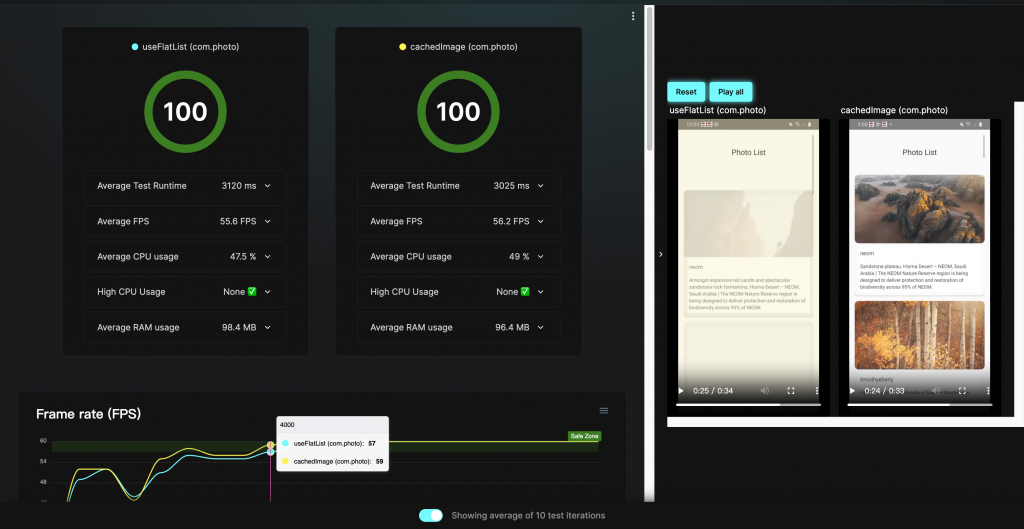 useFlatList (com.photo)
100
Average Test Runtime 3120 ms
Average FPS 55.6 FPS
Average CPU usage 47.5 %
High CPU Usage None ✅
Average RAM usage 98.4 MB
cachedImage (com.photo)
100
Average Test Runtime 3025 ms
Average FPS 56.2 FPS
Average CPU usage 49 %
High CPU Usage None ✅
Average RAM usage 96.4 MB
Frame rate (FPS)
60
54
48
4000
useFlatList (com.photo): 57
cachedImage (com.photo): 59
Safe Zone
Showing average of 10 test iterations
Reset Play all
useFlatList (com.photo)
Photo List
neom
Amongst expansive red sands and spectacular
sandstone rock formations, Hisma Desert – NEOM,
Saudi Arabia | The NEOM Nature Reserve region is
being designed to deliver protection and restoration of
biodiversity across 95% of NEOM.
0:25 / 0:34
cachedImage (com.photo)
Photo List
neom
Sandstone plateau, Hisma Desert – NEOM, Saudi
Arabia | The NEOM Nature Reserve region is being
designed to deliver protection and restoration of
biodiversity across 95% of NEOM.
timothyeberly
0:24 / 0:33